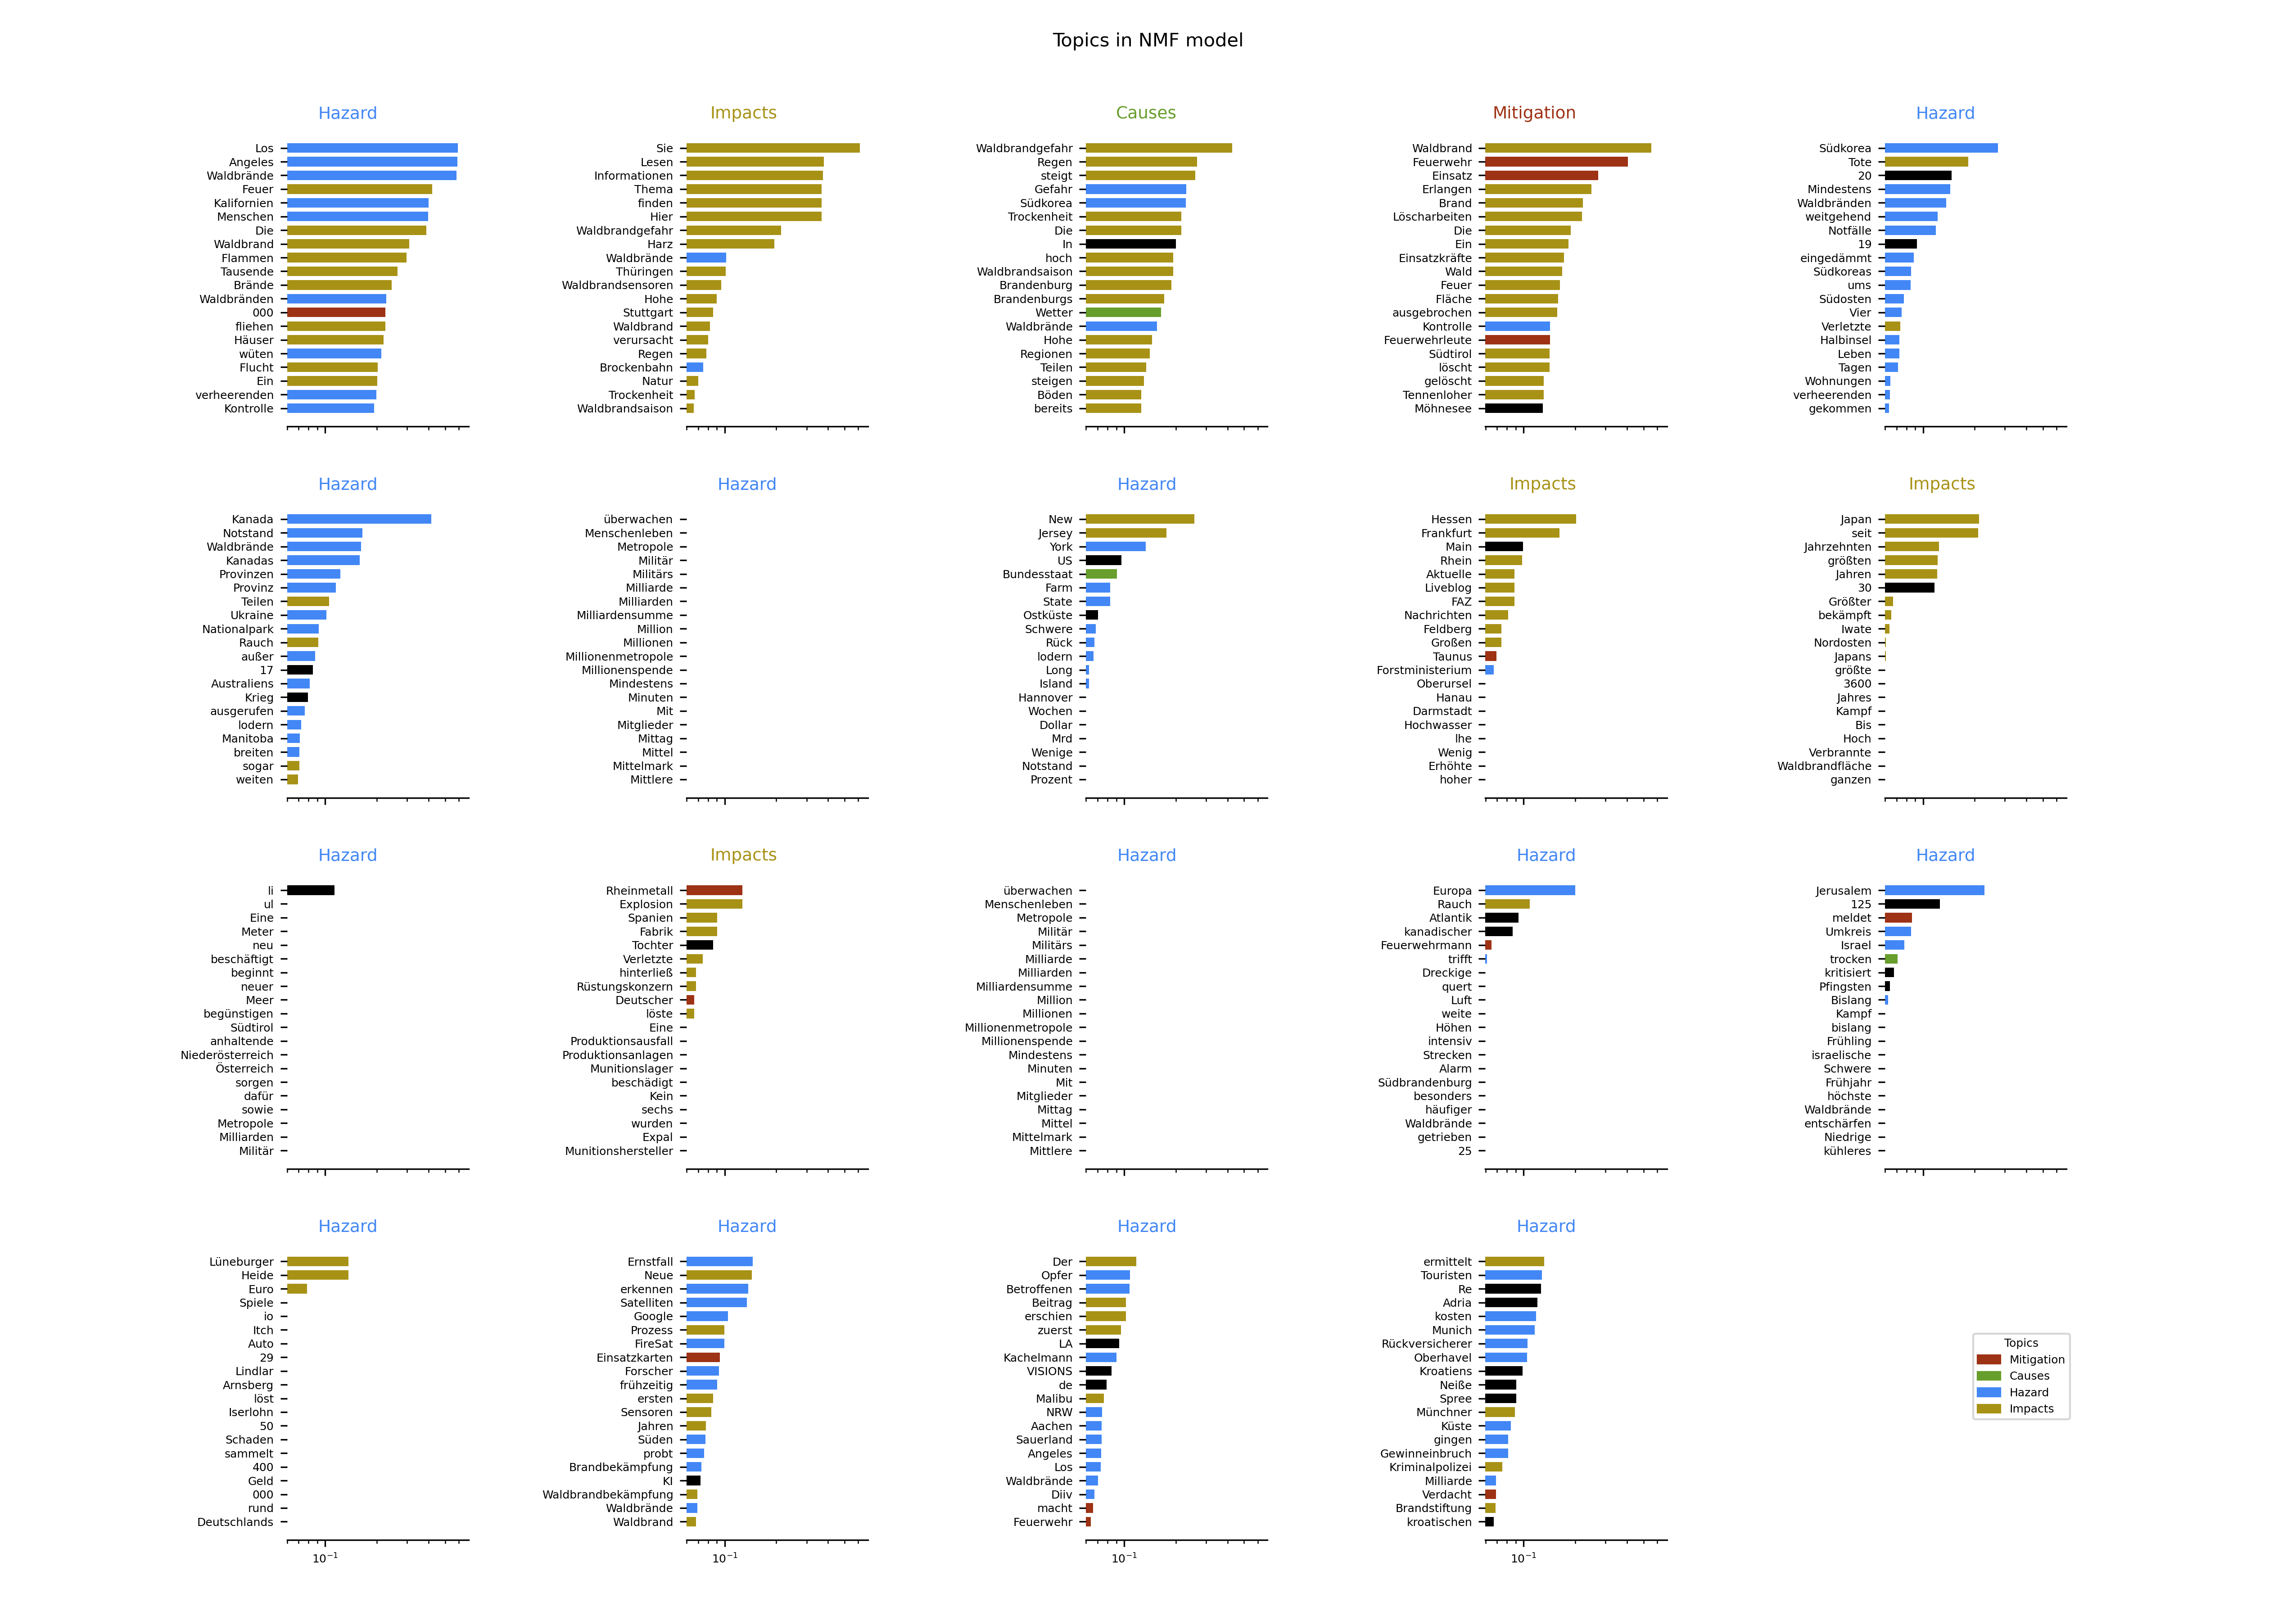 Topics in NMF model
Hazard
Los
Angeles
Waldbrände
Feuer
Kalifornien
Menschen
Die
Waldbrand
Flammen
Tausende
Brände
Waldbränden
000
fliehen
Häuser
wüten
Flucht
Ein
verheerenden
Kontrolle
Impacts
Sie
Lesen
Informationen
Thema
finden
Hier
Waldbrandgefahr
Harz
Waldbrände
Thüringen
Waldbrandsensoren
Hohe
Stuttgart
Waldbrand
verursacht
Regen
Brockenbahn
Natur
Trockenheit
Waldbrandsaison
Causes
Waldbrandgefahr
Regen
steigt
Gefahr
Südkorea
Trockenheit
Die
In
hoch
Waldbrandsaison
Brandenburg
Brandenburgs
Wetter
Waldbrände
Hohe
Regionen
Teilen
steigen
Böden
bereits
Mitigation
Waldbrand
Feuerwehr
Einsatz
Erlangen
Brand
Löscharbeiten
Die
Ein
Einsatzkräfte
Wald
Feuer
Fläche
ausgebrochen
Kontrolle
Feuerwehrleute
Südtirol
löscht
gelöscht
Tennenloher
Möhnesee
Hazard
Südkorea
Tote
20
Mindestens
Waldbränden
weitgehend
Notfälle
19
eingedämmt
Südkoreas
ums
Südosten
Vier
Verletzte
Halbinsel
Leben
Tagen
Wohnungen
verheerenden
gekommen
Hazard
Kanada
Notstand
Waldbrände
Kanadas
Provinzen
Provinz
Teilen
Ukraine
Nationalpark
Rauch
außer
17
Australiens
Krieg
ausgerufen
lodern
Manitoba
breiten
sogar
weiten
Hazard
überwachen
Menschenleben
Metropole
Militär
Militärs
Milliarde
Milliarden
Milliardensumme
Million
Millionen
Millionenmetropole
Millionenspende
Mindestens
Minuten
Mit
Mitglieder
Mittag
Mittel
Mittelmark
Mittlere
Hazard
New
Jersey
York
US
Bundesstaat
Farm
State
Ostküste
Schwere
Rück
lodern
Long
Island
Hannover
Wochen
Dollar
Mrd
Wenige
Notstand
Prozent
Impacts
Hessen
Frankfurt
Main
Rhein
Aktuelle
Liveblog
FAZ
Nachrichten
Feldberg
Großen
Taunus
Forstministerium
Oberursel
Hanau
Darmstadt
Hochwasser
Ihe
Wenig
Erhöhte
hoher
Impacts
Japan
seit
Jahrzehnten
größten
Jahren
30
Größter
bekämpft
Iwate
Nordosten
Japans
größte
3600
Jahres
Kampf
Bis
Hoch
Verbrannte
Waldbrandfläche
ganzen
Hazard
li
ul
Eine
Meter
neu
beschäftigt
beginnt
neuer
Meer
begünstigen
Südtirol
anhaltende
Niederösterreich
Österreich
sorgen
dafür
sowie
Metropole
Milliarden
Militär
Impacts
Rheinmetall
Explosion
Spanien
Fabrik
Tochter
Verletzte
hinterließ
Rüstungskonzern
Deutscher
löste
Eine
Produktionsausfall
Produktionsanlagen
Munitionslager
beschädigt
Kein
sechs
wurden
Expal
Munitionshersteller
Hazard
überwachen
Menschenleben
Metropole
Militär
Militärs
Milliarde
Milliarden
Milliardensumme
Million
Millionen
Millionenmetropole
Millionenspende
Mindestens
Minuten
Mit
Mitglieder
Mittag
Mittel
Mittelmark
Mittlere
Hazard
Europa
Rauch
Atlantik
kanadischer
Feuerwehrmann
trifft
Dreckige
quert
Luft
weite
Höhen
intensiv
Strecken
Alarm
Südbrandenburg
besonders
häufiger
Waldbrände
getrieben
25
Hazard
Jerusalem
125
meldet
Umkreis
Israel
trocken
kritisiert
Pfingsten
Bislang
Kampf
bislang
Frühling
israelische
Schwere
Frühjahr
höchste
Waldbrände
entschärfen
Niedrige
kühleres
Hazard
Lüneburger
Heide
Euro
Spiele
io
Itch
Auto
29
Lindlar
Arnsberg
löst
Iserlohn
50
Schaden
sammelt
400
Geld
000
rund
Deutschlands
10⁻¹
Hazard
Ernstfall
Neue
erkennen
Satelliten
Google
Prozess
FireSat
Einsatzkarten
Forscher
frühzeitig
ersten
Sensoren
Jahren
Süden
probt
Brandbekämpfung
KI
Waldbrandbekämpfung
Waldbrände
Waldbrand
10⁻¹
Hazard
Der
Opfer
Betroffenen
Beitrag
erschien
zuerst
LA
Kachelmann
VISIONS
de
Malibu
NRW
Aachen
Sauerland
Angeles
Los
Waldbrände
Diiv
macht
Feuerwehr
10⁻¹
Hazard
ermittelt
Touristen
Re
Adria
kosten
Munich
Rückversicherer
Oberhavel
Kroatiens
Neiße
Spree
Münchner
Küste
gingen
Gewinneinbruch
Kriminalpolizei
Milliarde
Verdacht
Brandstiftung
kroatischen
10⁻¹
Topics
Mitigation
Causes
Hazard
Impacts